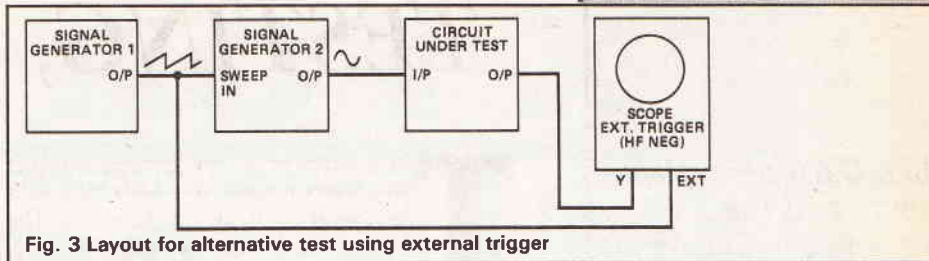 SIGNAL
GENERATOR 1
O/P
SIGNAL
GENERATOR 2
SWEEP
IN
O/P
CIRCUIT
UNDER TEST
I/P
O/P
SCOPE
EXT. TRIGGER
(HF NEG)
Y
EXT
Fig. 3 Layout for alternative test using external trigger